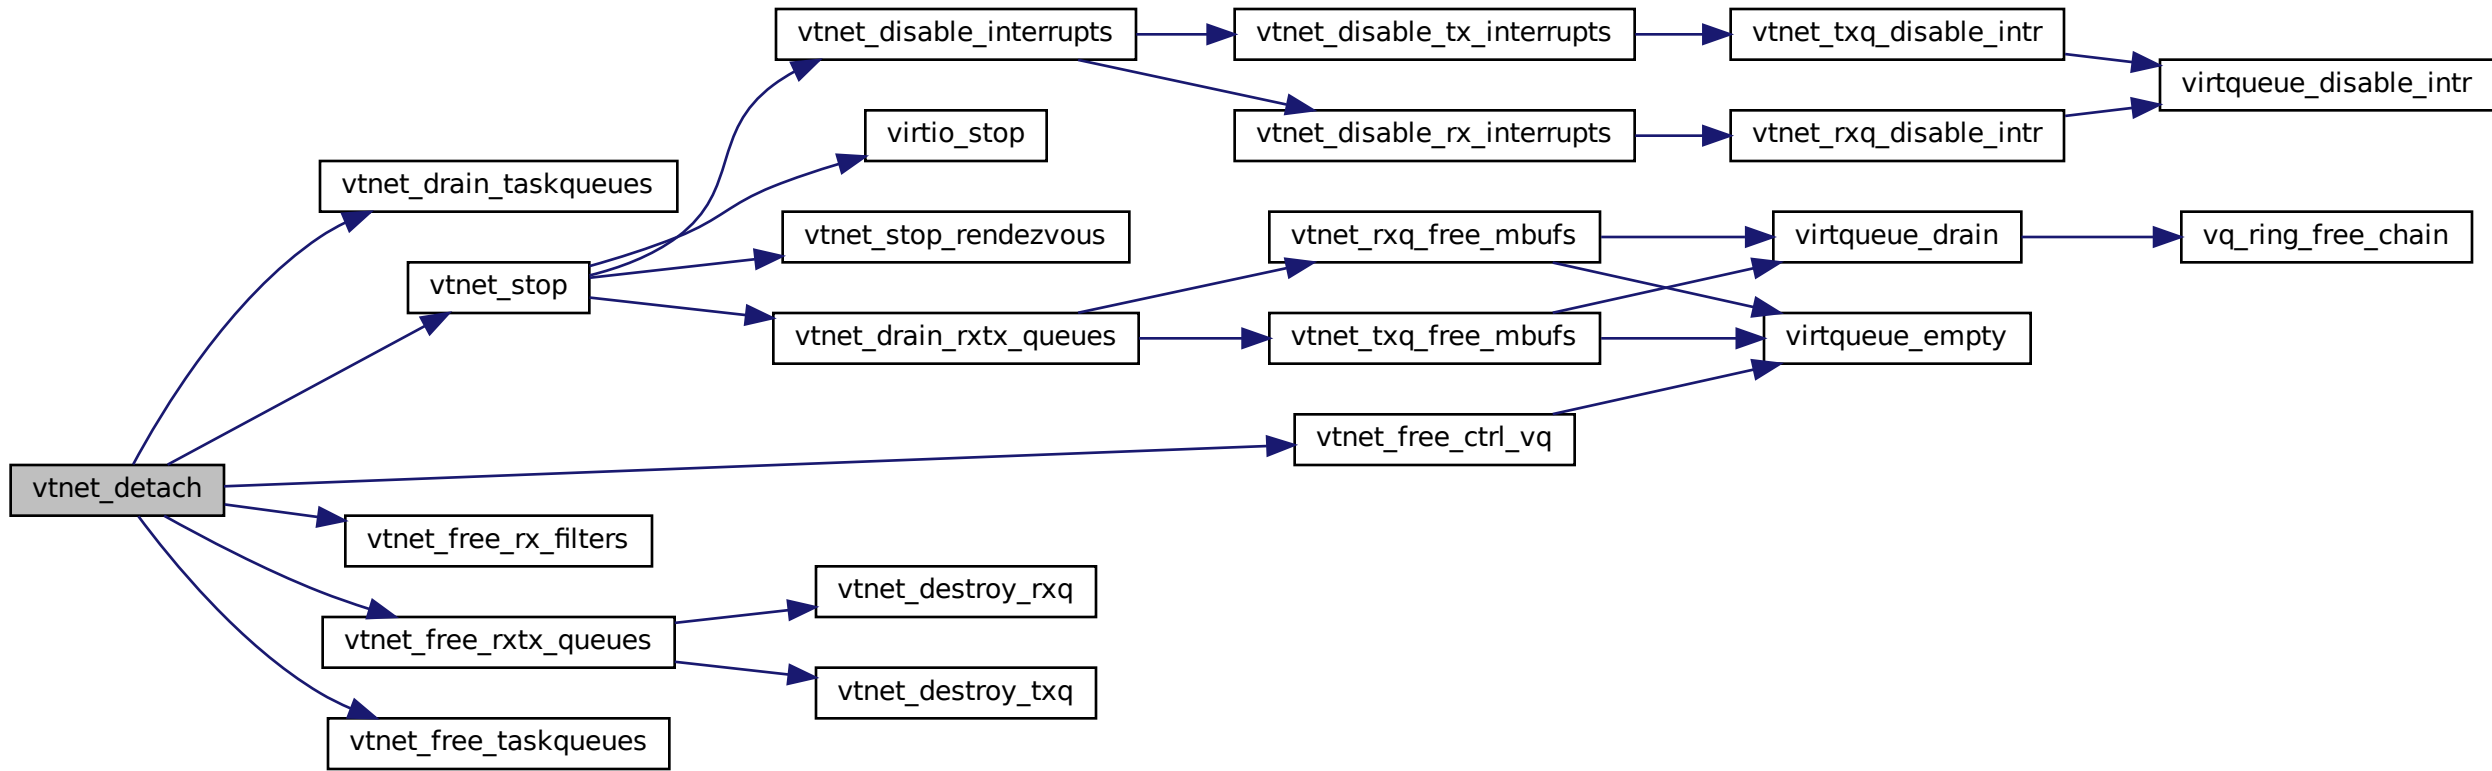 vtnet_disable_interrupts
vtnet_disable_tx_interrupts
vtnet_txq_disable_intr
virtqueue_disable_intr
virtio_stop
vtnet_disable_rx_interrupts
vtnet_rxq_disable_intr
vtnet_drain_taskqueues
vtnet_stop_rendezvous
vtnet_rxq_free_mbufs
virtqueue_drain
vq_ring_free_chain
vtnet_stop
vtnet_drain_rxtx_queues
vtnet_txq_free_mbufs
virtqueue_empty
vtnet_free_ctrl_vq
vtnet_detach
vtnet_free_rx_filters
vtnet_destroy_rxq
vtnet_free_rxtx_queues
vtnet_destroy_txq
vtnet_free_taskqueues